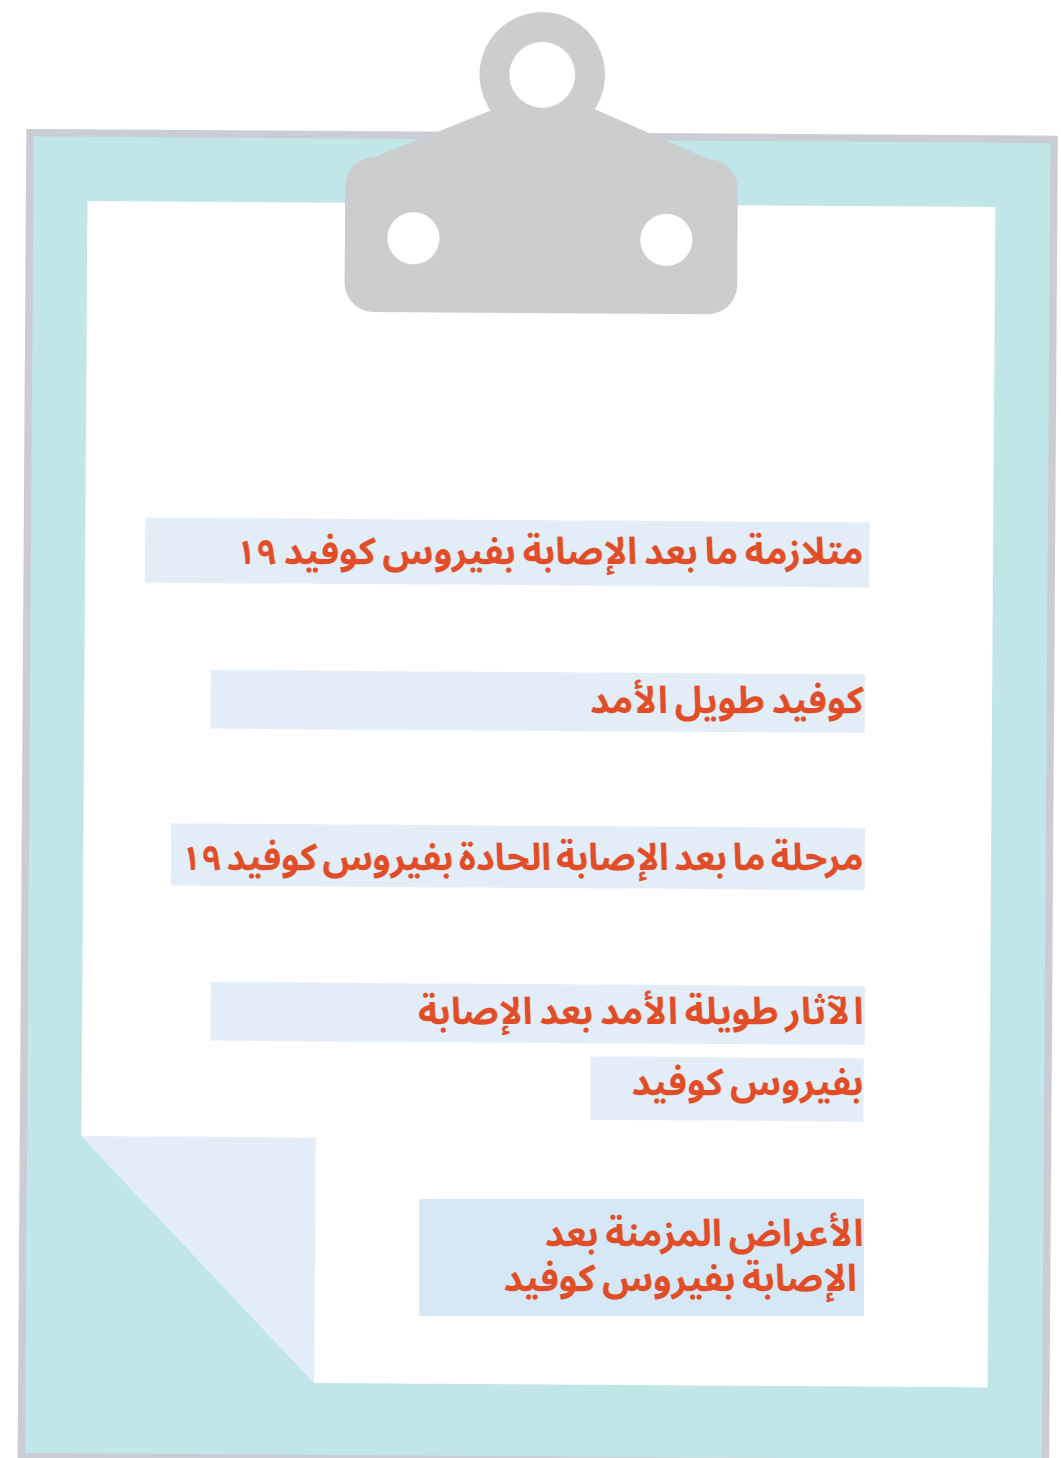 متلازمة ما بعد الإصابة بفيروس كوفيد ١٩
كوفيد طويل الأمد
مرحلة ما بعد الإصابة الحادة بفيروس كوفيد ١٩
الآثار طويلة الأمد بعد الإصابة
بفيروس كوفيد
الأعراض المزمنة بعد
الإصابة بفيروس كوفيد